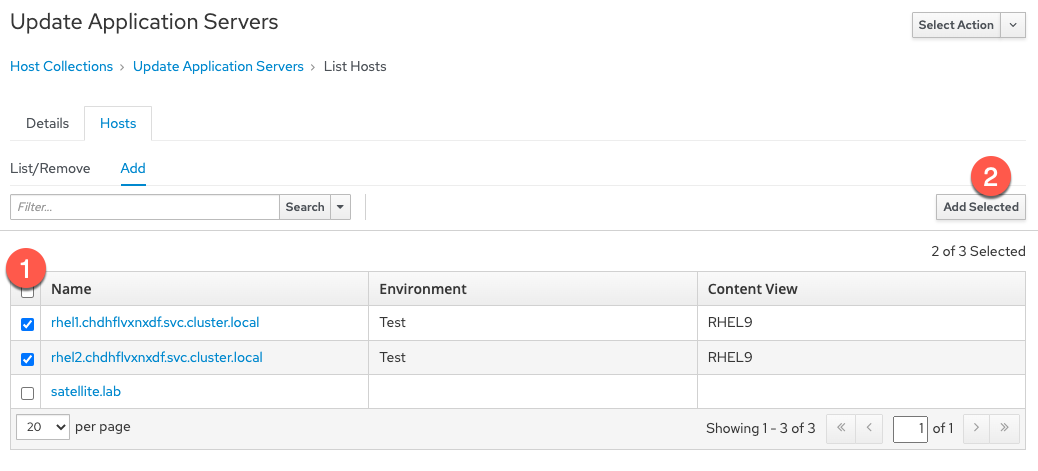 Update Application Servers
Select Action
Host Collections › Update Application Servers › List Hosts
Details Hosts
List/Remove Add
2
Filter... Search
Add Selected
2 of 3 Selected
1
Name Environment Content View
rhel1.chdhflvxnxdf.svc.cluster.local Test RHEL9
rhel2.chdhflvxnxdf.svc.cluster.local Test RHEL9
satellite.lab
20 per page Showing 1 - 3 of 3 « ‹ 1 of 1 › »